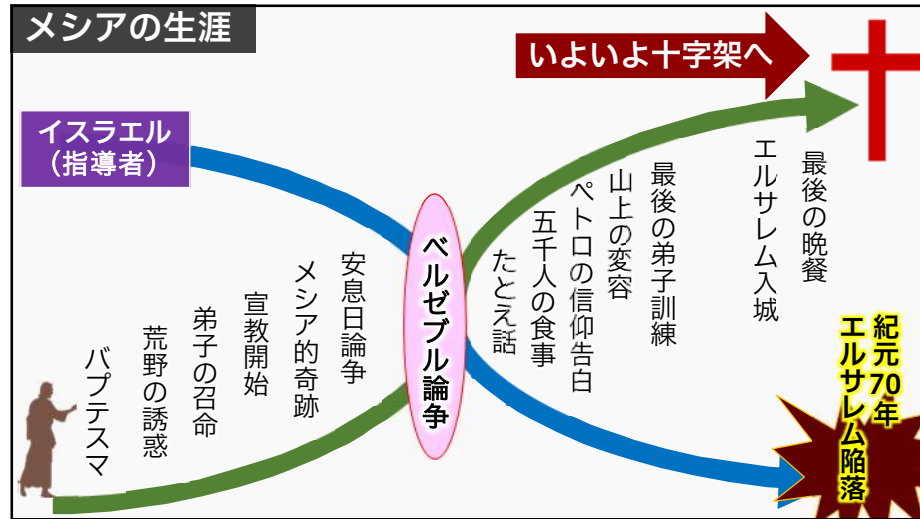 メシアの生涯
いよいよ十字架へ
イスラエル
(指導者)
バプテスマ
荒野の誘惑
弟子の召命
宣教開始
メシア的奇跡
安息日論争
ベルゼブル論争
たとえ話
五千人の食事
ペトロの信仰告白
山上の変容
最後の弟子訓練
エルサレム入城
最後の晩餐
紀元70年
エルサレム陥落